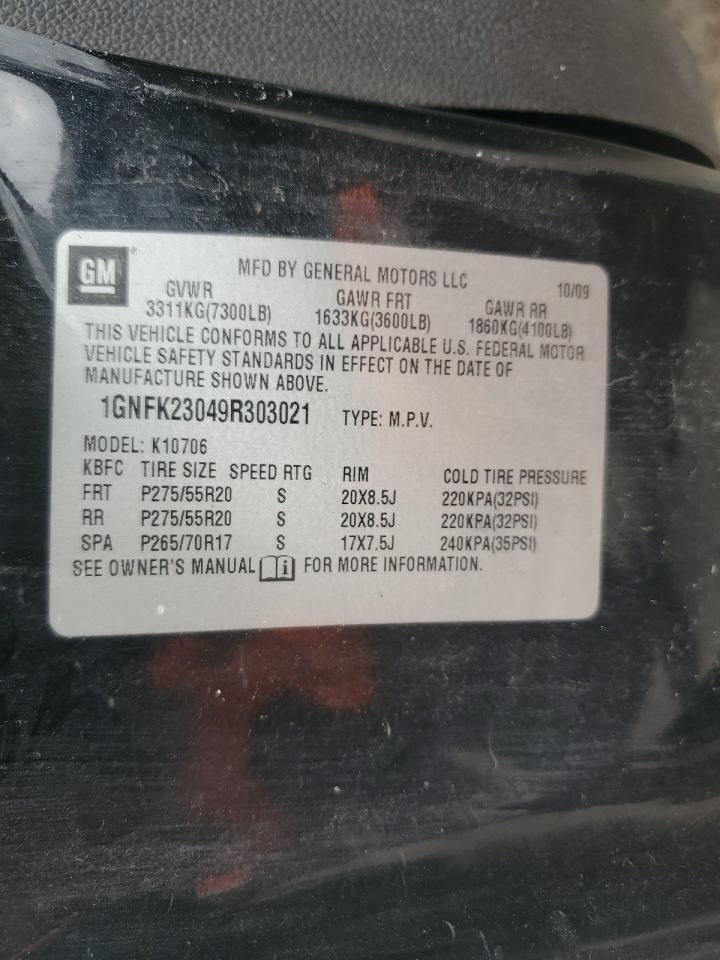 GM ®
MFD BY GENERAL MOTORS LLC 10/09
GVWR GAWR FRT GAWR RR
3311KG(7300LB) 1633KG(3600LB) 1860KG(4100LB)
THIS VEHICLE CONFORMS TO ALL APPLICABLE U.S. FEDERAL MOTOR
VEHICLE SAFETY STANDARDS IN EFFECT ON THE DATE OF
MANUFACTURE SHOWN ABOVE.
1GNFK23049R303021 TYPE: M.P.V.
MODEL: K10706
KBFC TIRE SIZE SPEED RTG RIM COLD TIRE PRESSURE
FRT P275/55R20 S 20X8.5J 220KPA(32PSI)
RR P275/55R20 S 20X8.5J 220KPA(32PSI)
SPA P265/70R17 S 17X7.5J 240KPA(35PSI)
SEE OWNER'S MANUAL i FOR MORE INFORMATION.